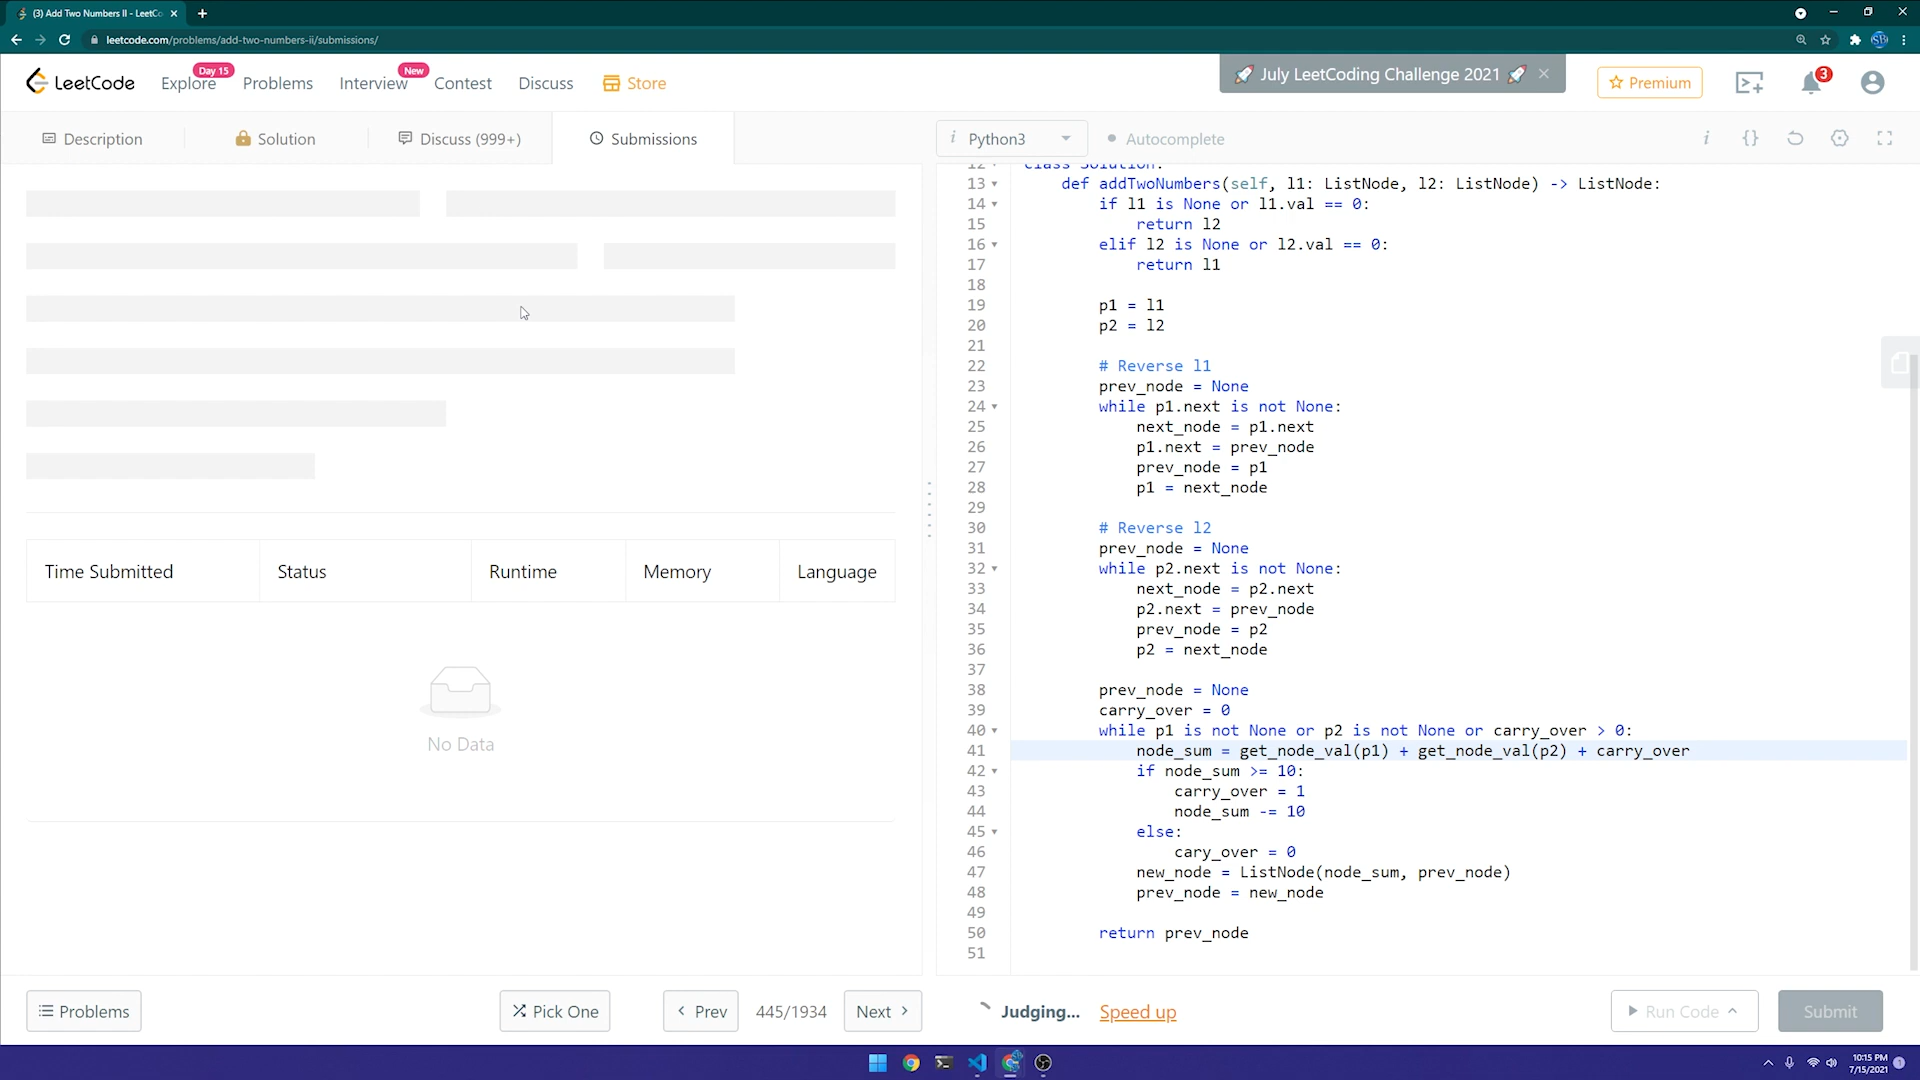 (3) Add Two Numbers II - LeetCo
leetcode.com/problems/add-two-numbers-ii/submissions/
LeetCode
Explore
Day 15
Problems
Interview
New
Contest
Discuss
Store
🚀 July LeetCoding Challenge 2021 🚀
Premium
3
Description
Solution
Discuss (999+)
Submissions
i Python3
Autocomplete
i {}
12 class Solution:
13 def addTwoNumbers(self, l1: ListNode, l2: ListNode) -> ListNode:
14 if l1 is None or l1.val == 0:
15 return l2
16 elif l2 is None or l2.val == 0:
17 return l1
18
19 p1 = l1
20 p2 = l2
21
22 # Reverse l1
23 prev_node = None
24 while p1.next is not None:
25 next_node = p1.next
26 p1.next = prev_node
27 prev_node = p1
28 p1 = next_node
29
30 # Reverse l2
31 prev_node = None
32 while p2.next is not None:
33 next_node = p2.next
34 p2.next = prev_node
35 prev_node = p2
36 p2 = next_node
37
38 prev_node = None
39 carry_over = 0
40 while p1 is not None or p2 is not None or carry_over > 0:
41 node_sum = get_node_val(p1) + get_node_val(p2) + carry_over
42 if node_sum >= 10:
43 carry_over = 1
44 node_sum -= 10
45 else:
46 cary_over = 0
47 new_node = ListNode(node_sum, prev_node)
48 prev_node = new_node
49
50 return prev_node
51
Time Submitted
Status
Runtime
Memory
Language
No Data
Problems
Pick One
Prev
445/1934
Next
Judging...
Speed up
Run Code
Submit
10:15 PM
7/15/2021